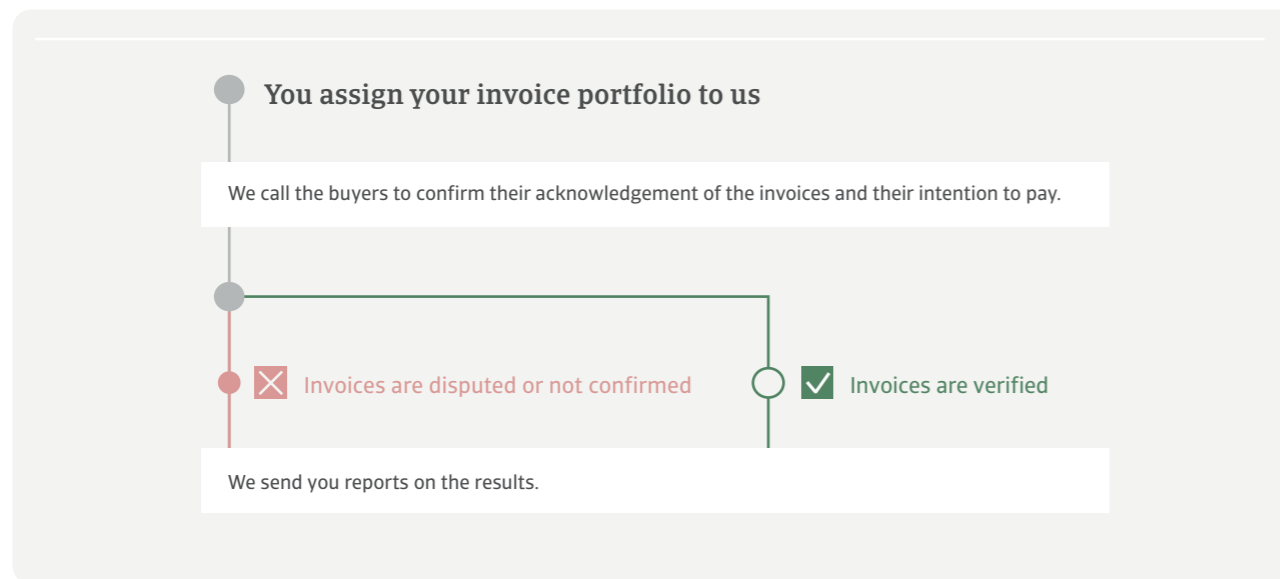 You assign your invoice portfolio to us
We call the buyers to confirm their acknowledgement of the invoices and their intention to pay.
Invoices are disputed or not confirmed
Invoices are verified
We send you reports on the results.